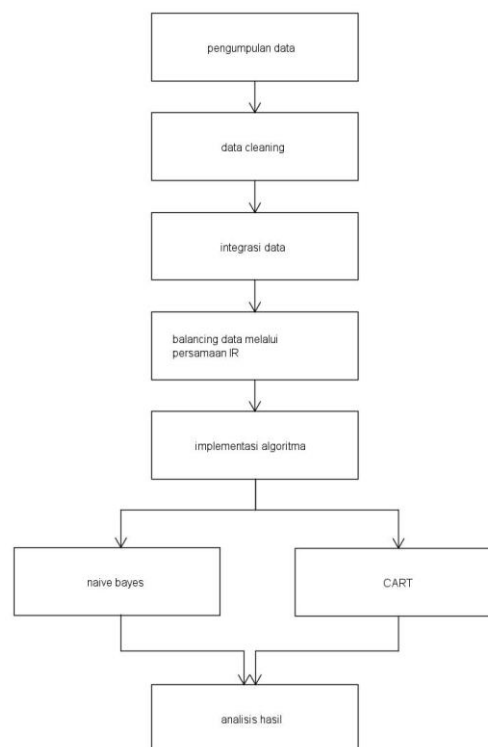 pengumpulan data
data cleaning
integrasi data
balancing data melalui
persamaan IR
implementasi algoritma
naive bayes
CART
analisis hasil